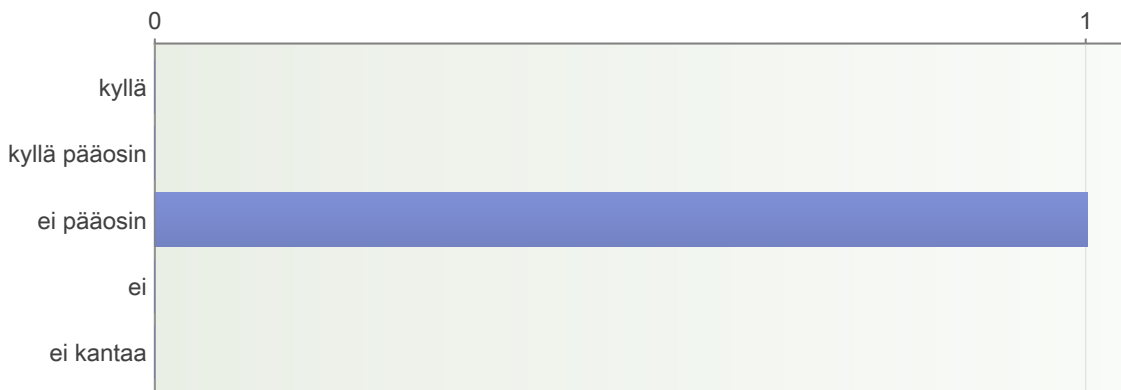 0 1
kyllä
kyllä pääosin
ei pääosin
ei
ei kantaa